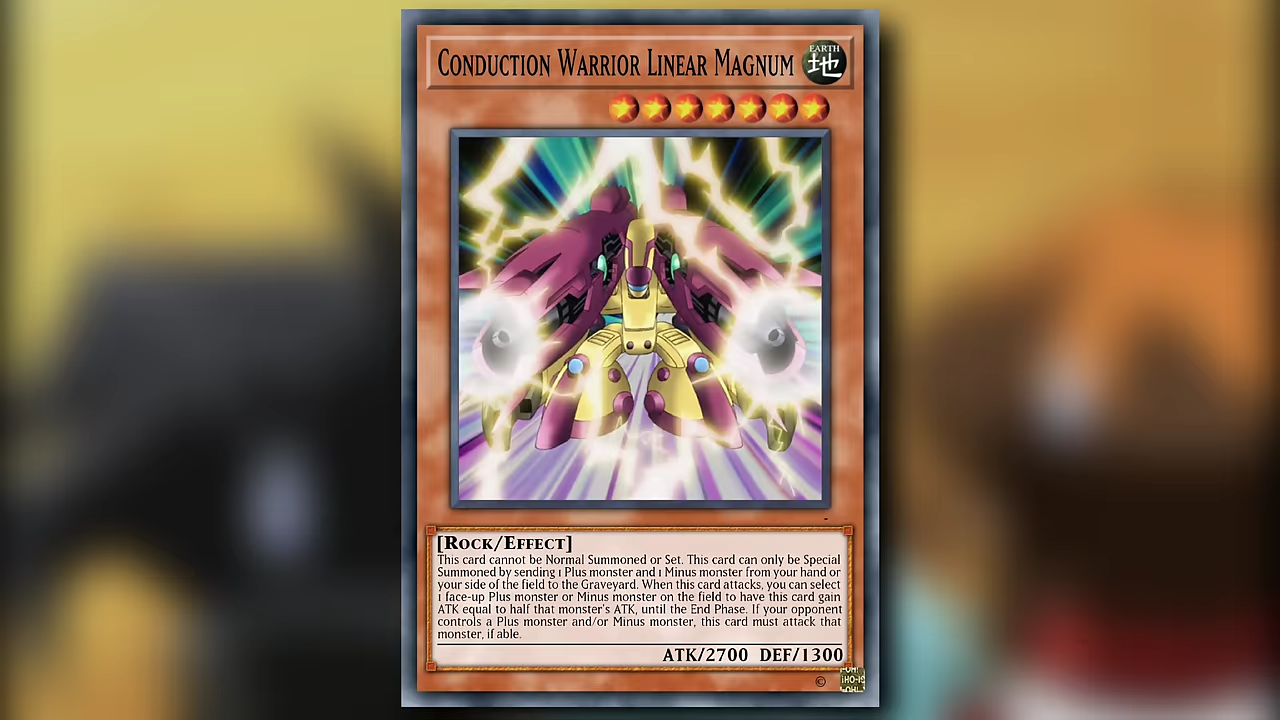 Conduction Warrior Linear Magnum
EARTH
地
[Rock/Effect]
This card cannot be Normal Summoned or Set. This card can only be Special
Summoned by sending 1 Plus monster and 1 Minus monster from your hand or
your side of the field to the Graveyard. When this card attacks, you can select
1 face-up Plus monster or Minus monster on the field to have this card gain
ATK equal to half that monster's ATK, until the End Phase. If your opponent
controls a Plus monster and/or Minus monster, this card must attack that
monster, if able.
ATK/2700 DEF/1300
©